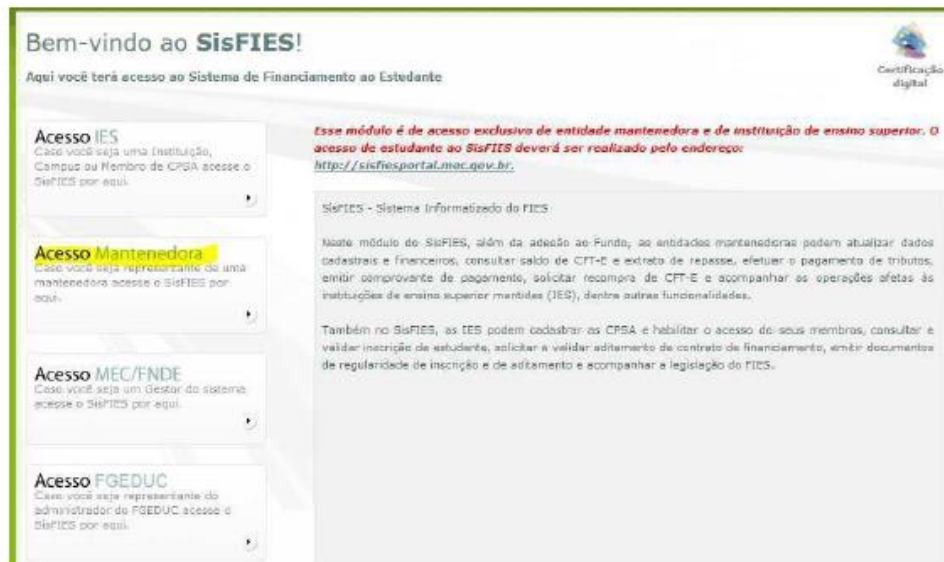 Bem-vindo ao SisFIES!
Aqui você terá acesso ao Sistema de Financiamento ao Estudante
Certificação
digital
Acesso IES
Caso você seja uma Instituição,
Campus ou Membro de CPSA acesse o
SisFIES por aqui.
Acesso Mantenedora
Caso você seja representante de uma
mantenedora acesse o SisFIES por
aqui.
Acesso MEC/FNDE
Caso você seja um Gestor do sistema
acesse o SisFIES por aqui.
Acesso FGEDUC
Caso você seja representante do
administrador do FGEDUC acesse o
SisFIES por aqui.
Esse módulo é de acesso exclusivo de entidade mantenedora e de instituição de ensino superior. O
acesso de estudante ao SisFIES deverá ser realizado pelo endereço:
http://sisfiesportal.mec.gov.br.
SisFIES - Sistema Informatizado do FIES
Neste módulo do SisFIES, além da adesão ao Fundo, as entidades mantenedoras podem atualizar dados
cadastrais e financeiros, consultar saldo de CFT-E e extrato de repasse, efetuar o pagamento de tributos,
emitir comprovante de pagamento, solicitar recompra de CFT-E e acompanhar as operações afetas às
instituições de ensino superior mantidas (IES), dentre outras funcionalidades.
Também no SisFIES, as IES podem cadastrar as CPSA e habilitar o acesso de seus membros, consultar e
validar inscrição de estudante, solicitar e validar aditamento de contrato de financiamento, emitir documentos
de regularidade de inscrição e de aditamento e acompanhar a legislação do FIES.